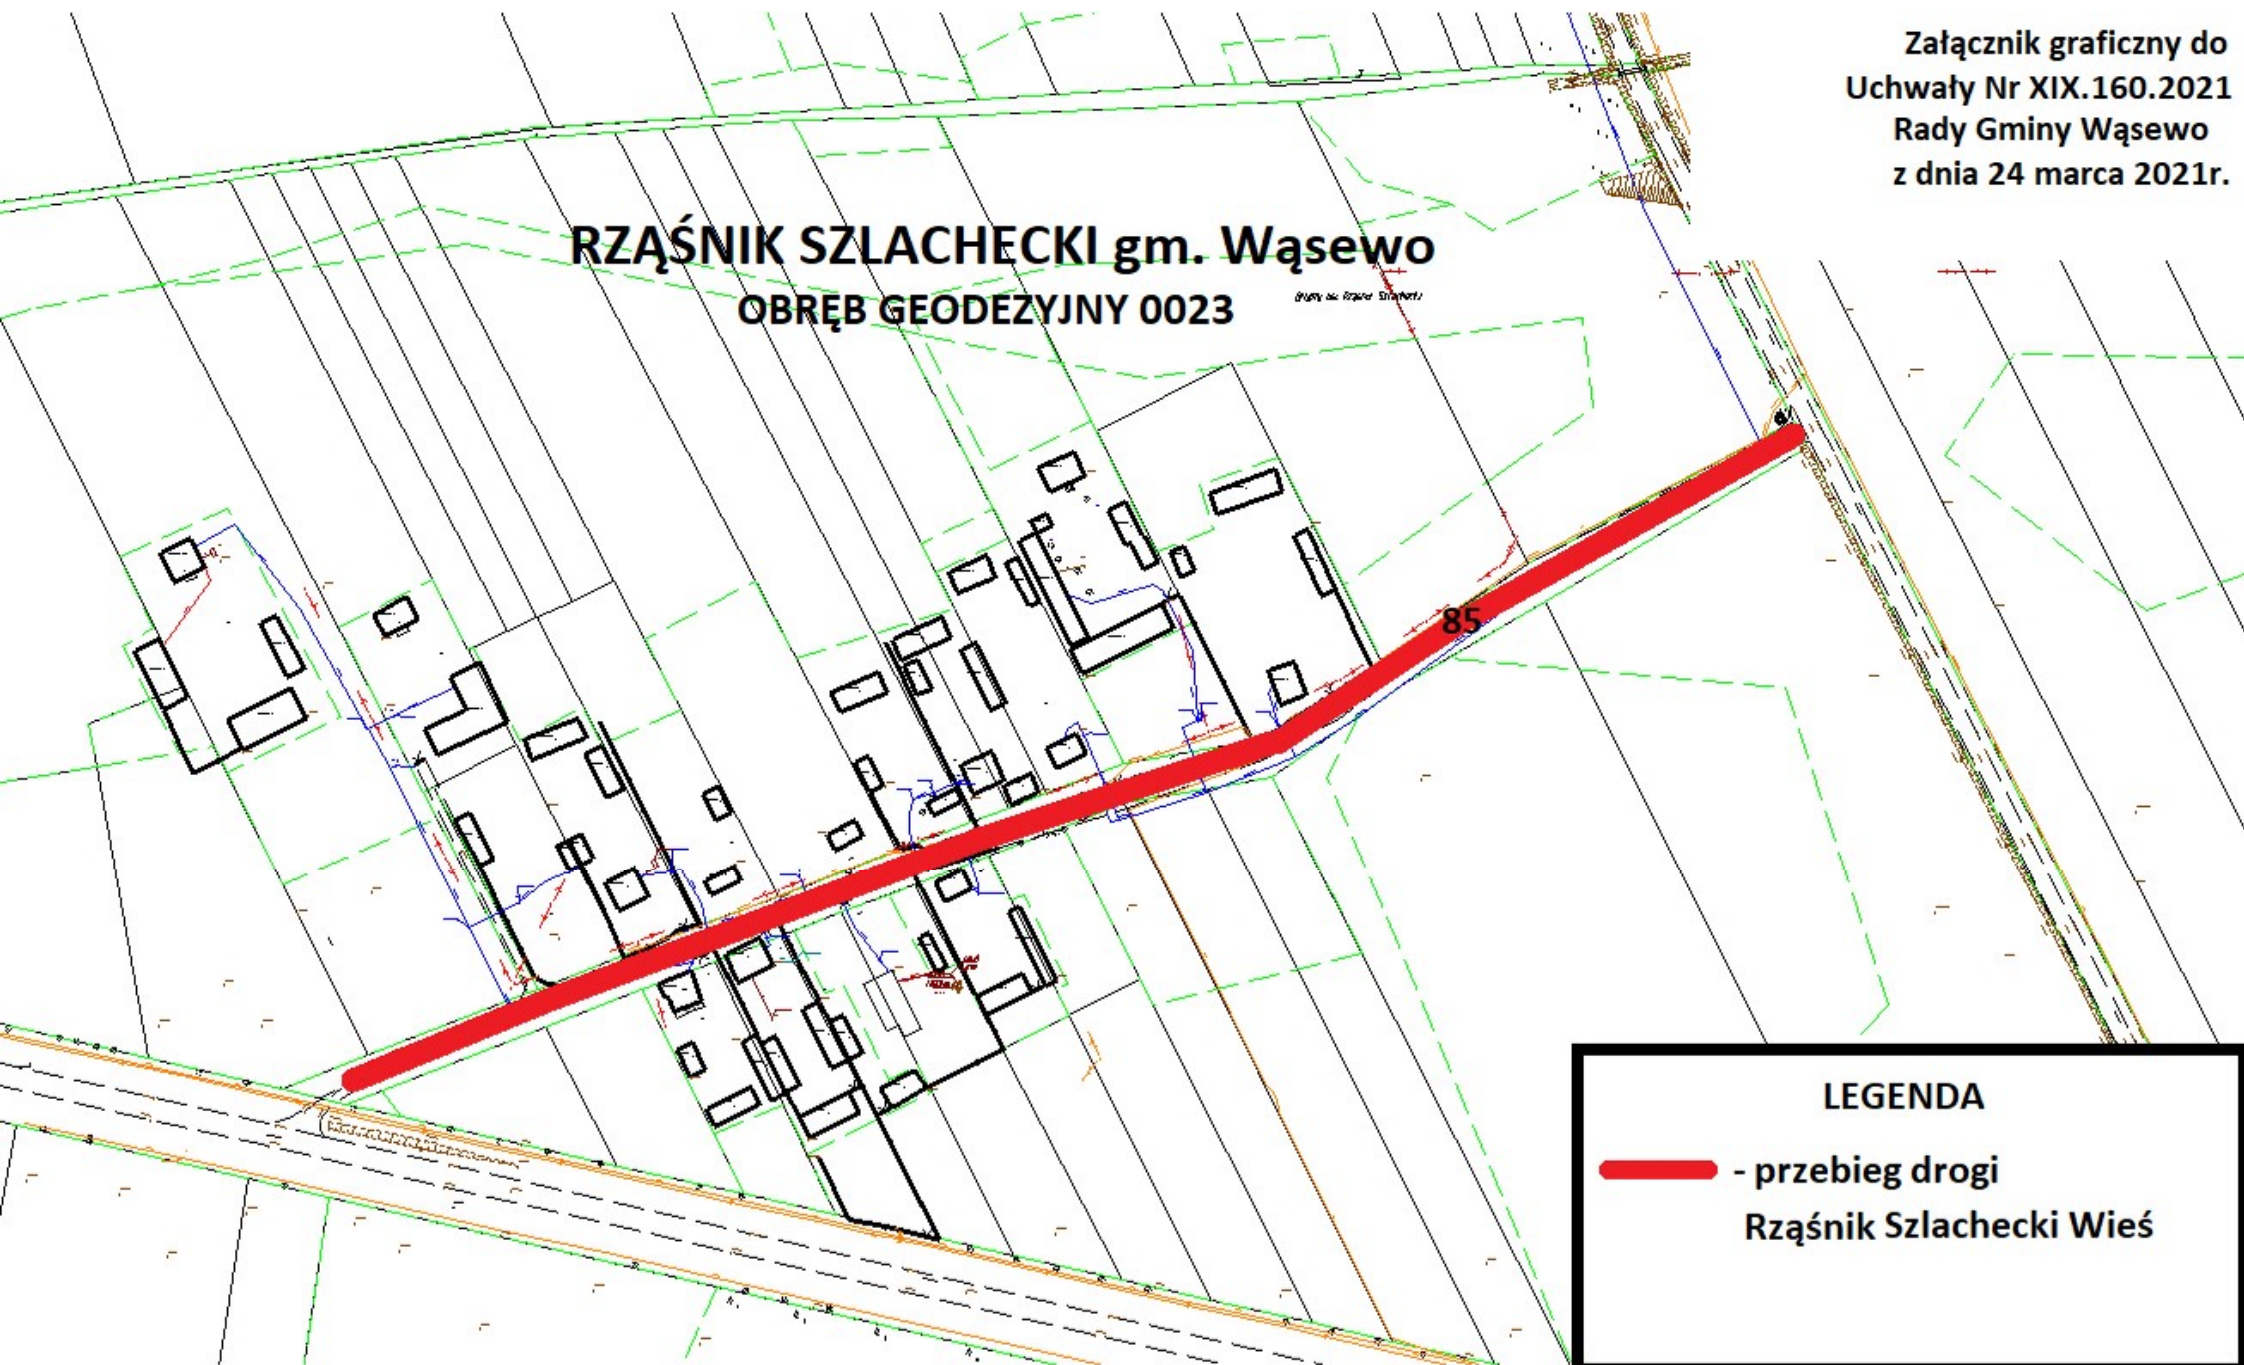 Załącznik graficzny do
Uchwały Nr XIX.160.2021
Rady Gminy Wąsewo
z dnia 24 marca 2021r.
RZĄŚNIK SZLACHECKI gm. Wąsewo
OBRĘB GEODEZYJNY 0023
85
LEGENDA
- przebieg drogi
Rząśnik Szlachecki Wieś